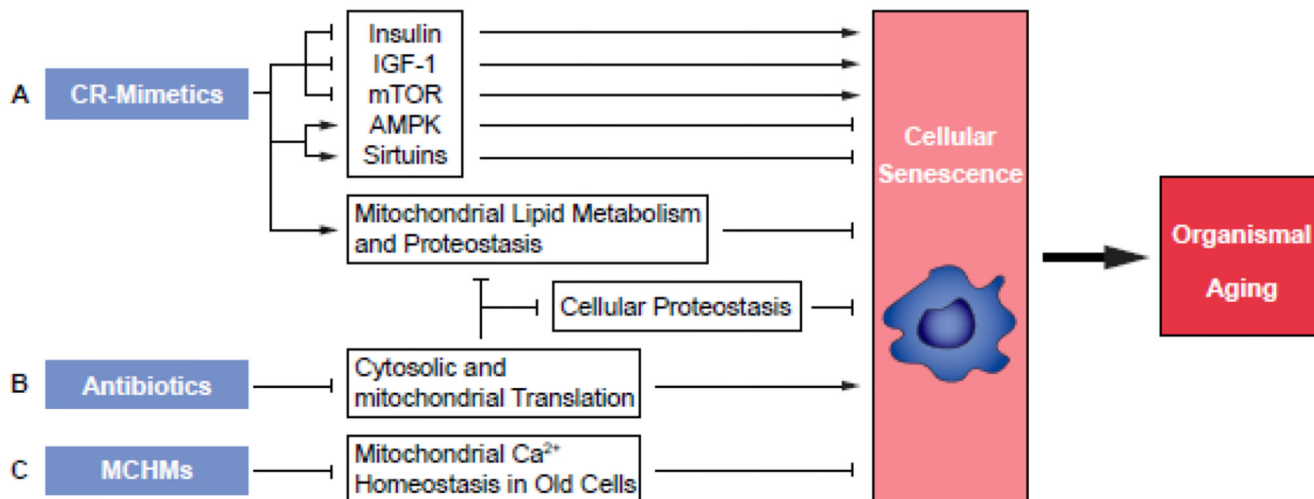 A
CR-Mimetics
Insulin
IGF-1
mTOR
AMPK
Sirtuins
Mitochondrial Lipid Metabolism
and Proteostasis
Cellular Proteostasis
B
Antibiotics
Cytosolic and
mitochondrial Translation
C
MCHMs
Mitochondrial Ca²⁺
Homeostasis in Old Cells
Cellular
Senescence
Organismal
Aging